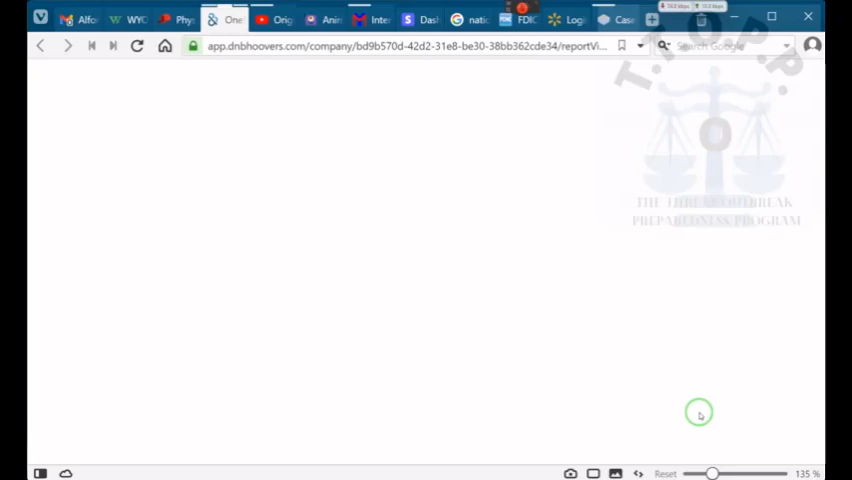 Alfo WYC Phys One Orig Anin Inter Dash natic FDIC Logi Case
app.dnbhoovers.com/company/bd9b570d-42d2-31e8-be30-38bb362cde34/reportVi... Search Google
T.T.O.P.P.
THE THREAT OUTBREAK
PREPAREDNESS PROGRAM
Reset 135 %